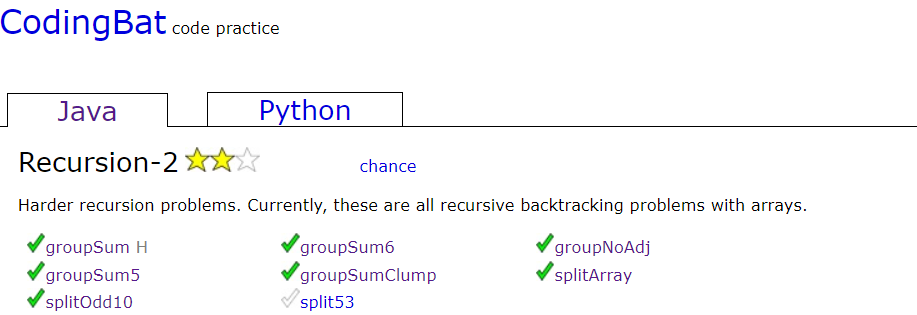 CodingBat code practice
Java Python
Recursion-2 chance
Harder recursion problems. Currently, these are all recursive backtracking problems with arrays.
groupSum H groupSum6 groupNoAdj
groupSum5 groupSumClump splitArray
splitOdd10 split53